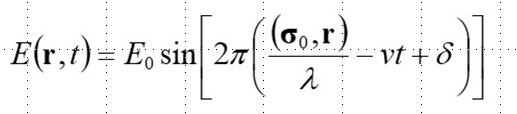 E(r,t) = E₀ sin[2π((σ₀,r)/λ − νt + δ)]